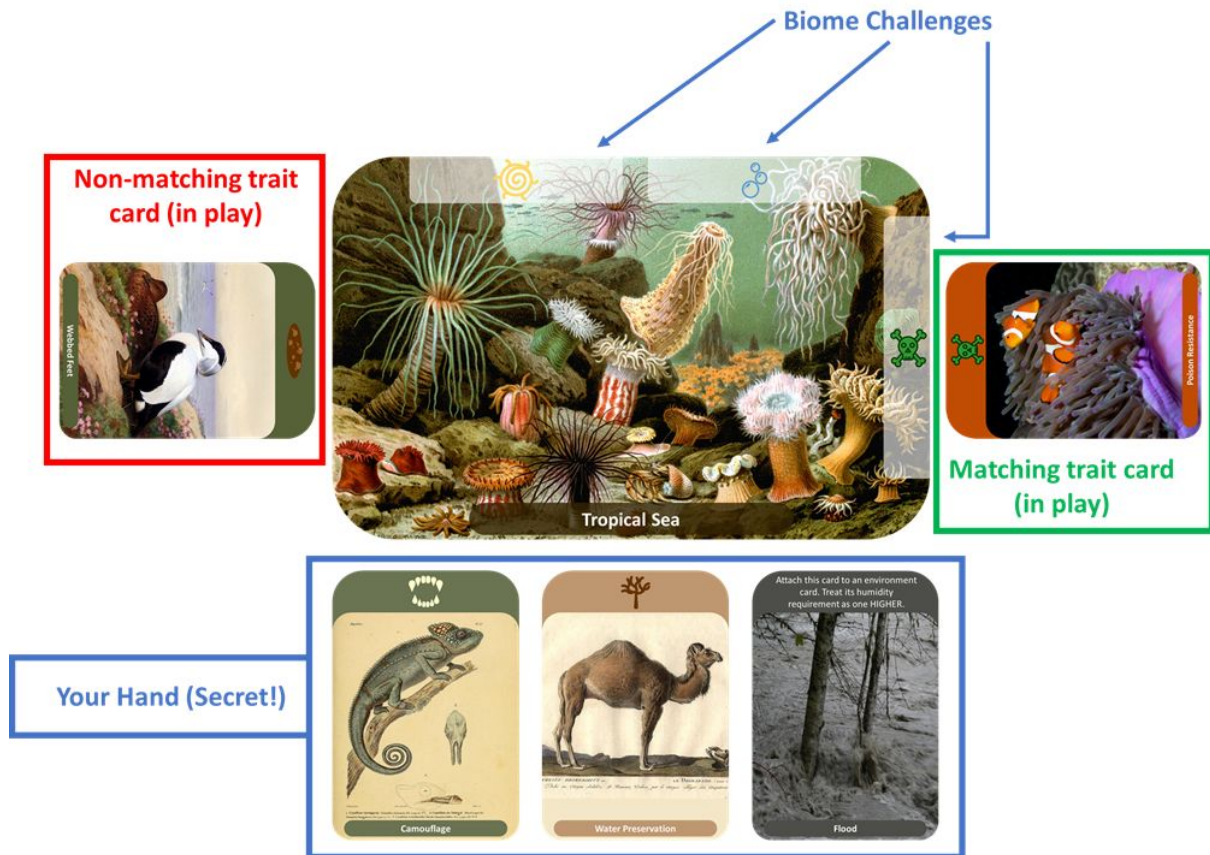 Biome Challenges
Non-matching trait
card (in play)
Webbed Feet
Poison Resistance
Tropical Sea
Matching trait card
(in play)
Attach this card to an environment
card. Treat its humidity
requirement as one HIGHER.
Your Hand (Secret!)
Camouflage
Water Preservation
Flood